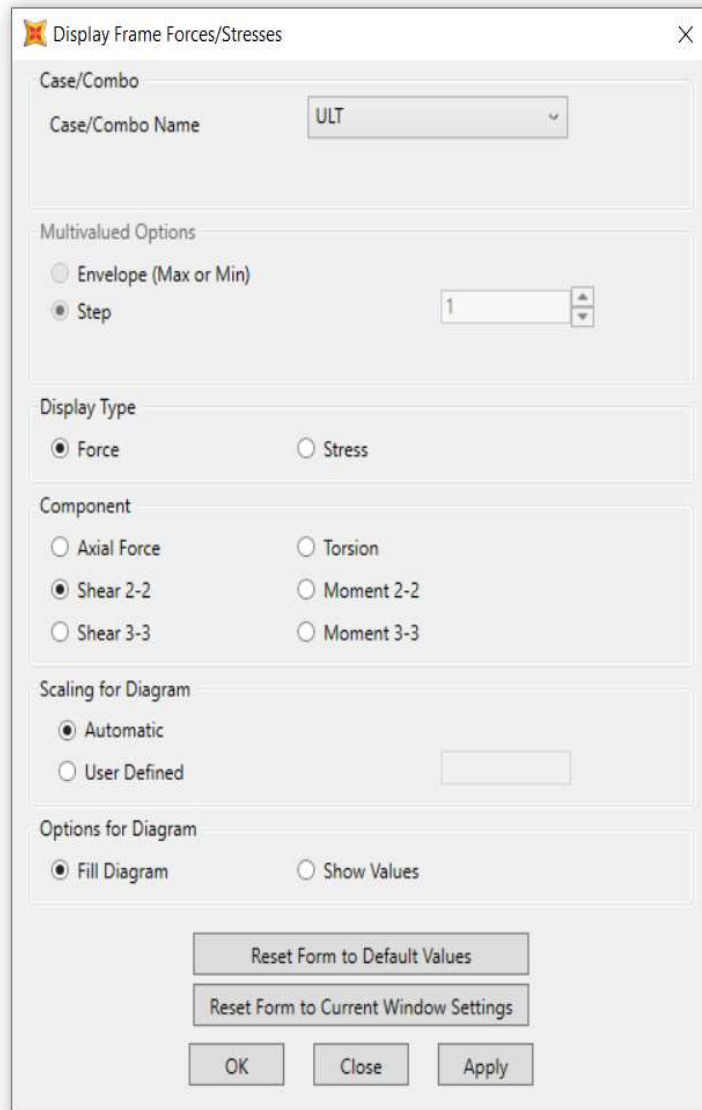 Display Frame Forces/Stresses
Case/Combo
Case/Combo Name ULT
Multivalued Options
Envelope (Max or Min)
Step 1
Display Type
Force Stress
Component
Axial Force Torsion
Shear 2-2 Moment 2-2
Shear 3-3 Moment 3-3
Scaling for Diagram
Automatic
User Defined
Options for Diagram
Fill Diagram Show Values
Reset Form to Default Values
Reset Form to Current Window Settings
OK Close Apply